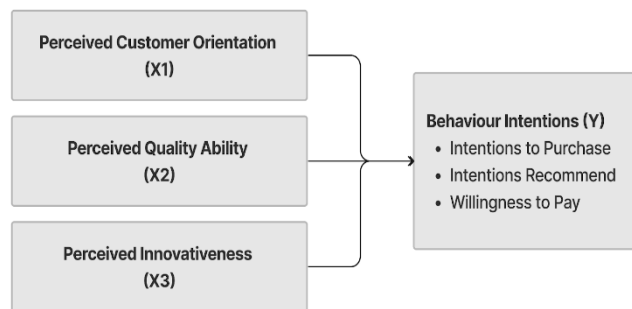 Perceived Customer Orientation
(X1)
Perceived Quality Ability
(X2)
Perceived Innovativeness
(X3)
Behaviour Intentions (Y)
• Intentions to Purchase
• Intentions Recommend
• Willingness to Pay